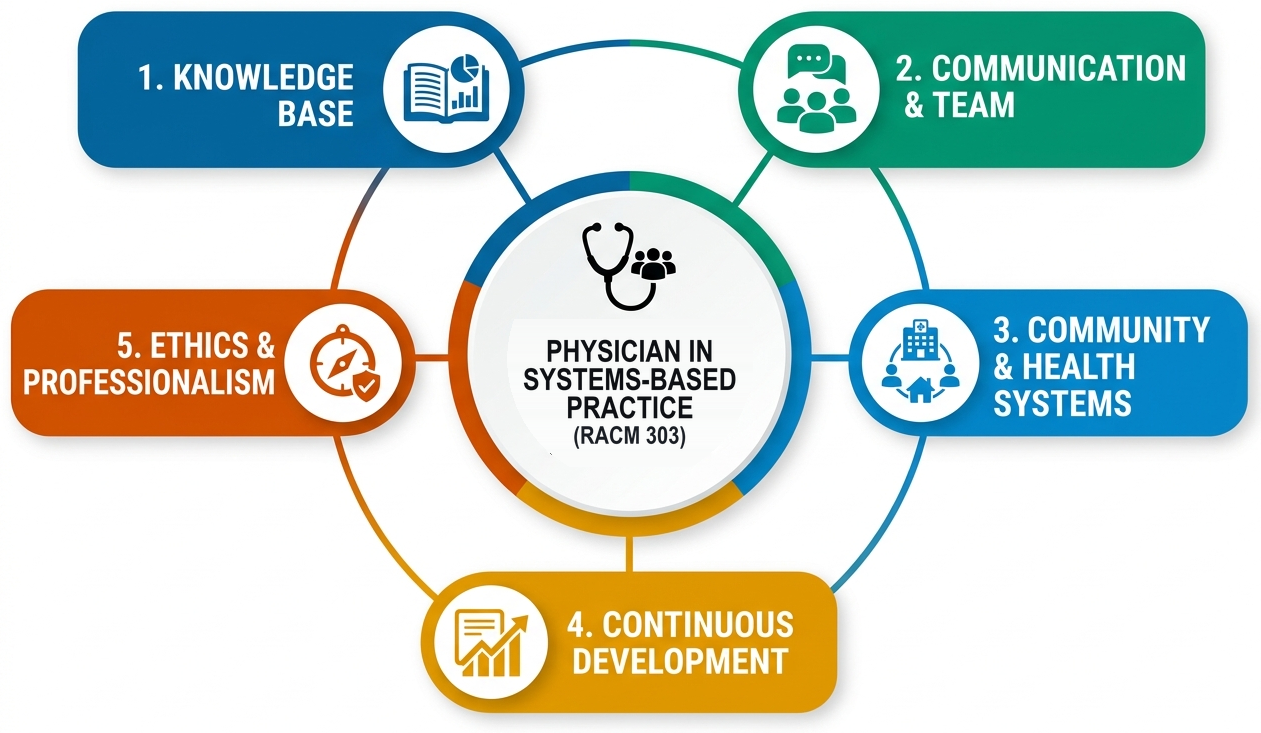 1. KNOWLEDGE
BASE
2. COMMUNICATION
& TEAM
PHYSICIAN IN
SYSTEMS-BASED
PRACTICE
(RACM 303)
3. COMMUNITY
& HEALTH
SYSTEMS
4. CONTINUOUS
DEVELOPMENT
5. ETHICS &
PROFESSIONALISM